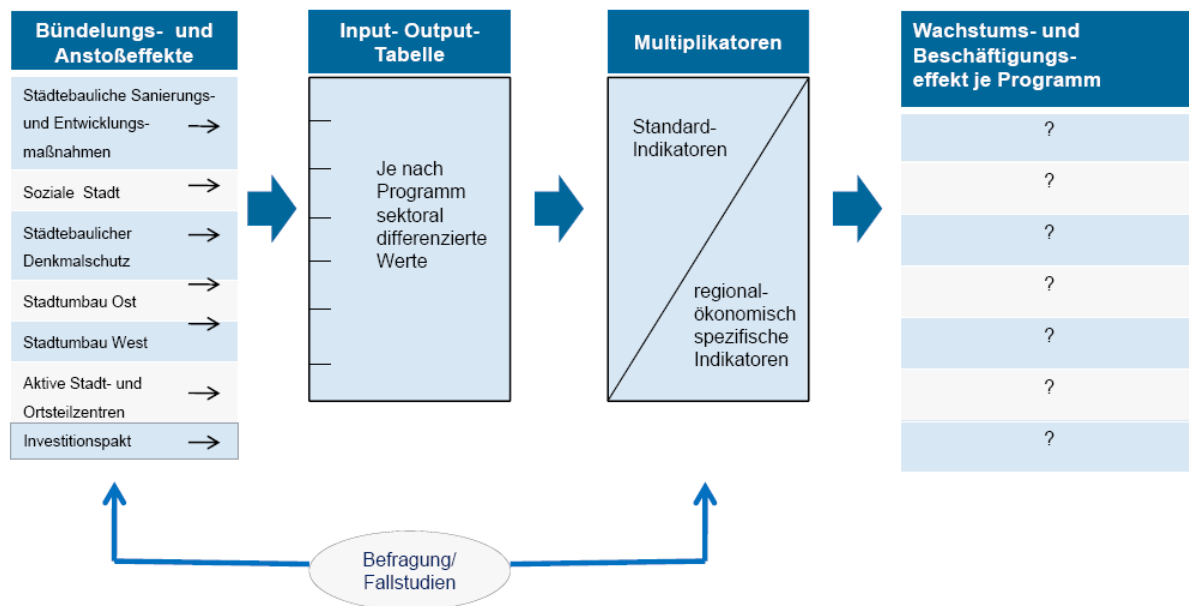 Bündelungs- und
Anstoßeffekte
Städtebauliche Sanierungs-
und Entwicklungs-
maßnahmen
Soziale Stadt
Städtebaulicher
Denkmalschutz
Stadtumbau Ost
Stadtumbau West
Aktive Stadt- und
Ortsteilzentren
Investitionspakt
Input- Output-
Tabelle
Je nach
Programm
sektoral
differenzierte
Werte
Multiplikatoren
Standard-
Indikatoren
regional-
ökonomisch
spezifische
Indikatoren
Wachstums- und
Beschäftigungs-
effekt je Programm
?
?
?
?
?
?
?
Befragung/
Fallstudien